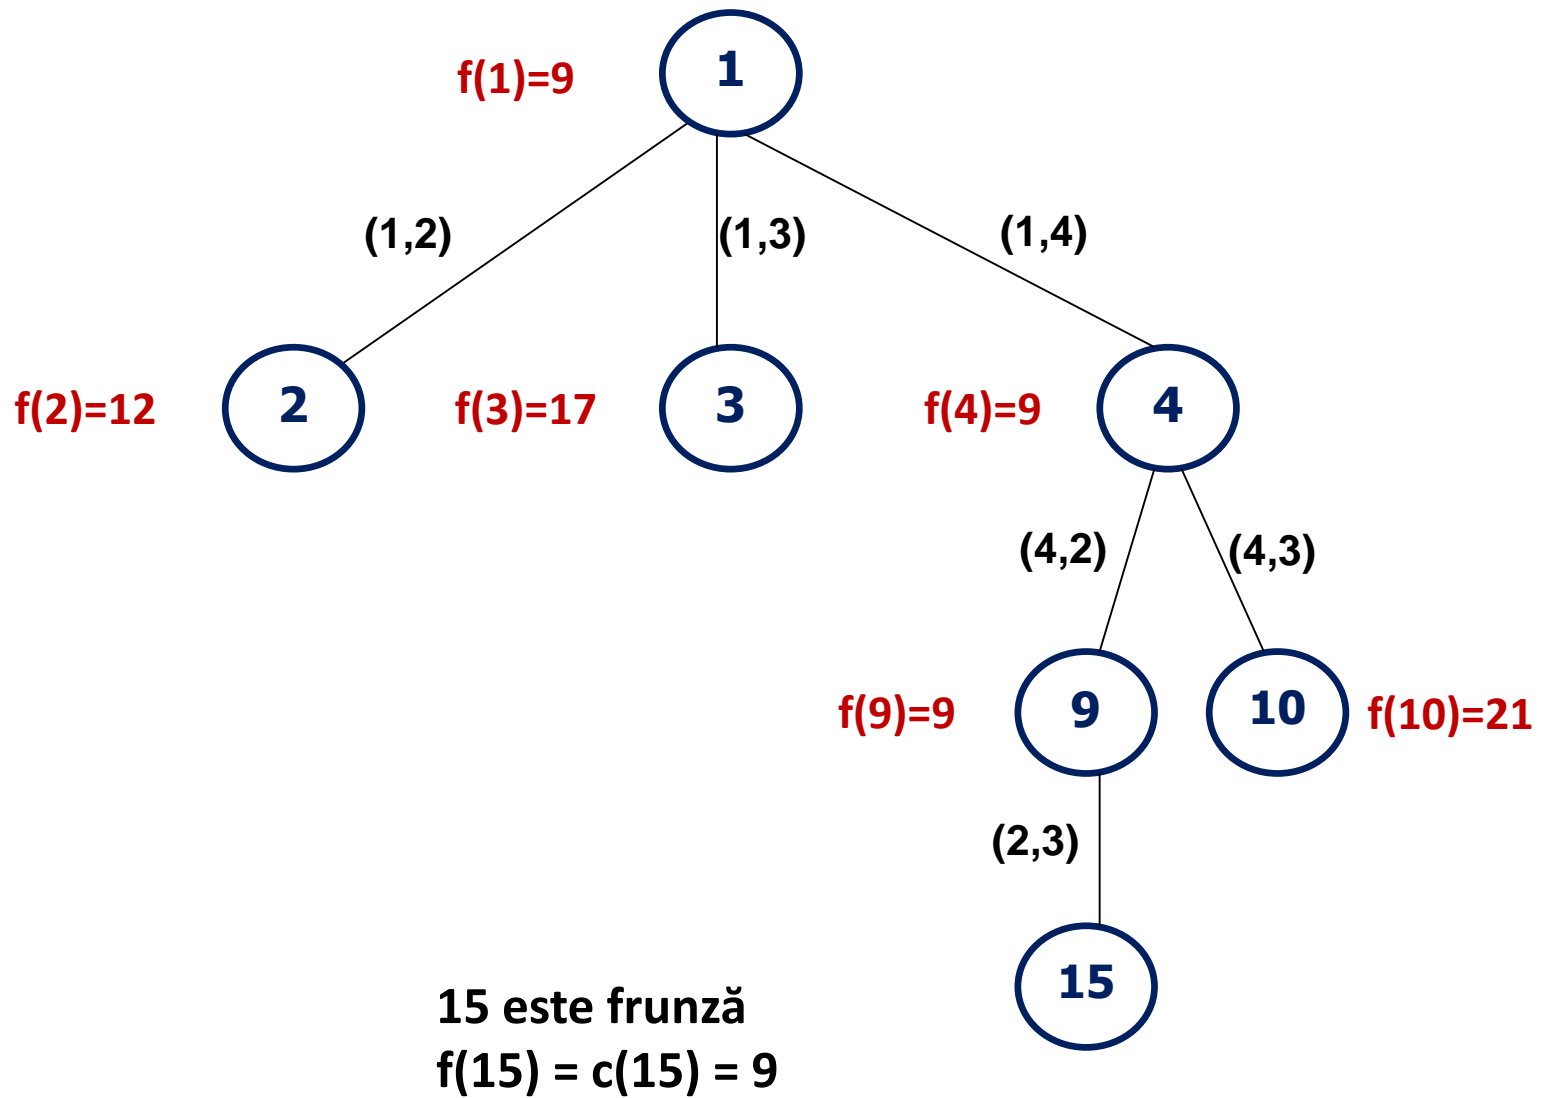 1
f(1)=9
(1,2)
(1,3)
(1,4)
f(2)=12
2
f(3)=17
3
f(4)=9
4
(4,2)
(4,3)
f(9)=9
9
10
f(10)=21
(2,3)
15
15 este frunză
f(15) = c(15) = 9